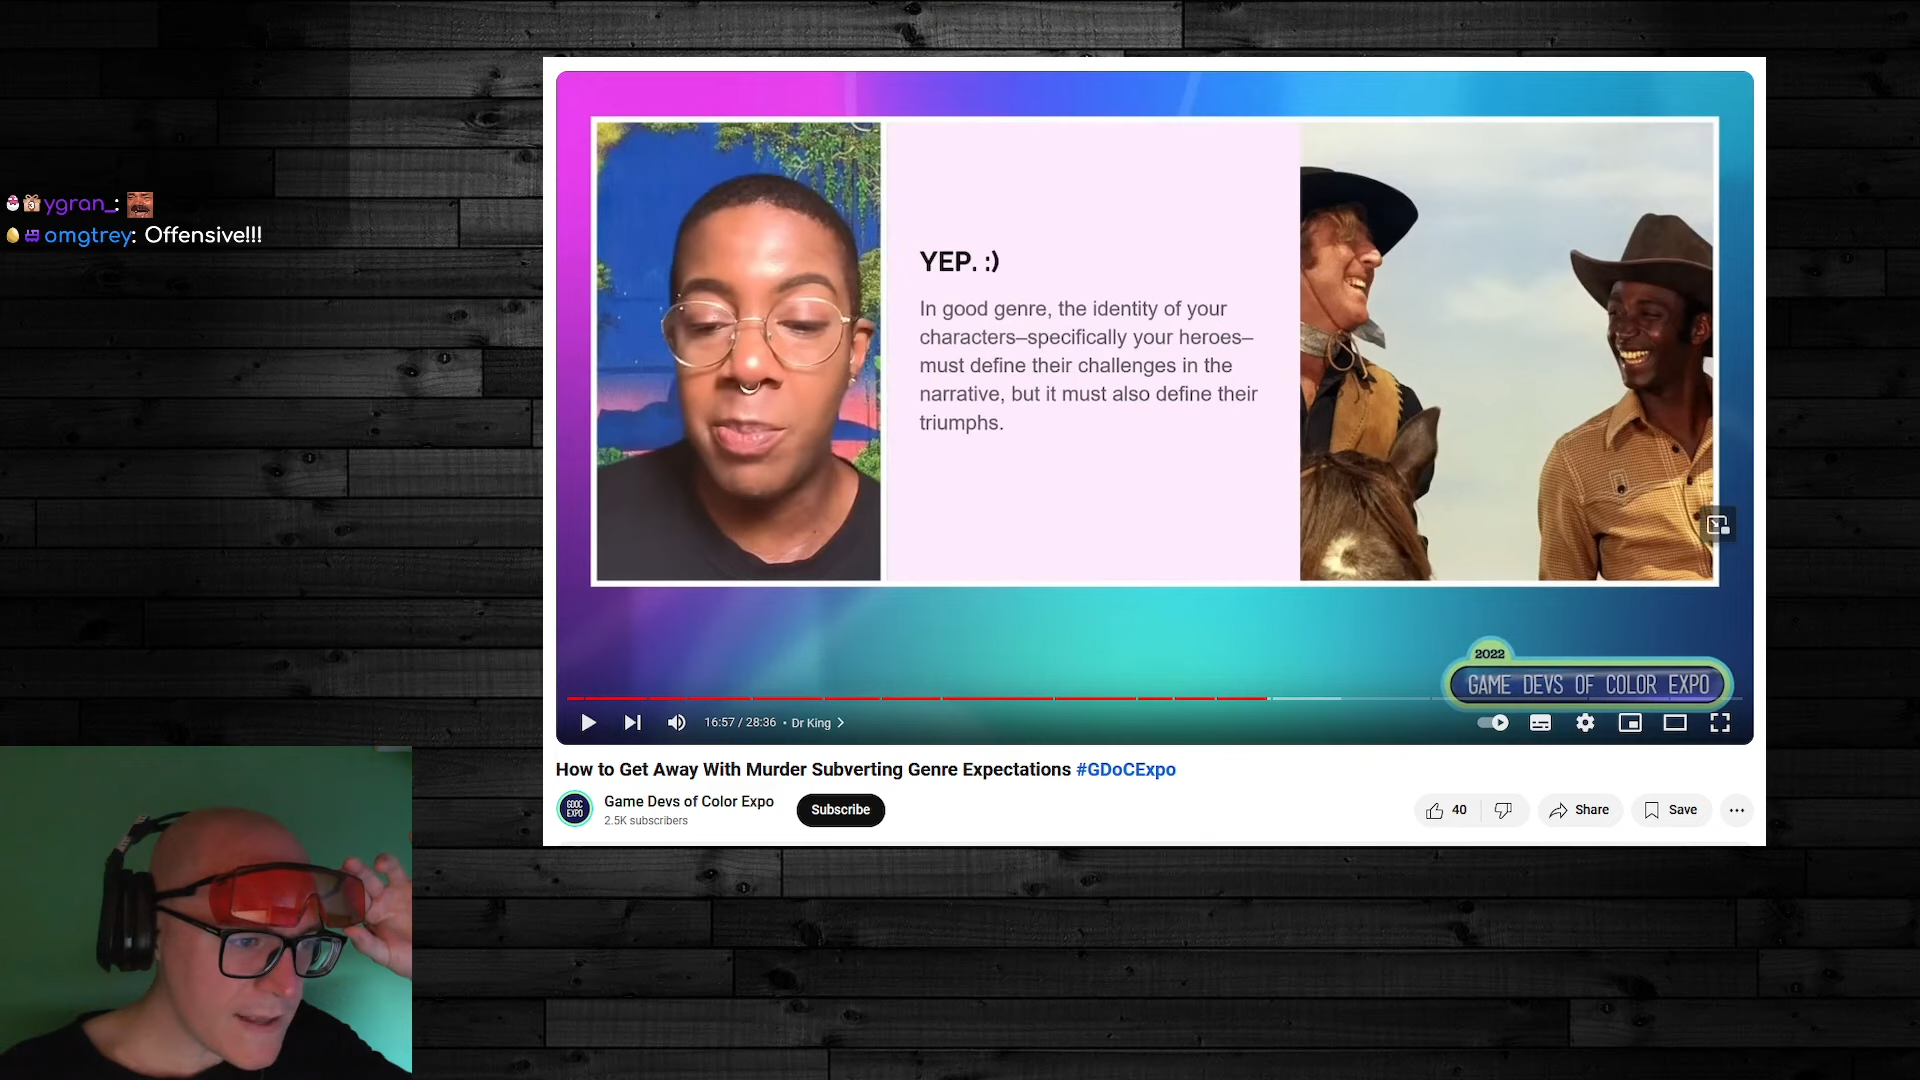 ygran_:
omgtrey: Offensive!!!
YEP. :)
In good genre, the identity of your
characters–specifically your heroes–
must define their challenges in the
narrative, but it must also define their
triumphs.
2022
GAME DEVS OF COLOR EXPO
16:57 / 28:36 • Dr King
How to Get Away With Murder Subverting Genre Expectations #GDoCExpo
GDOC
EXPO
Game Devs of Color Expo
2.5K subscribers
Subscribe
40
Share
Save